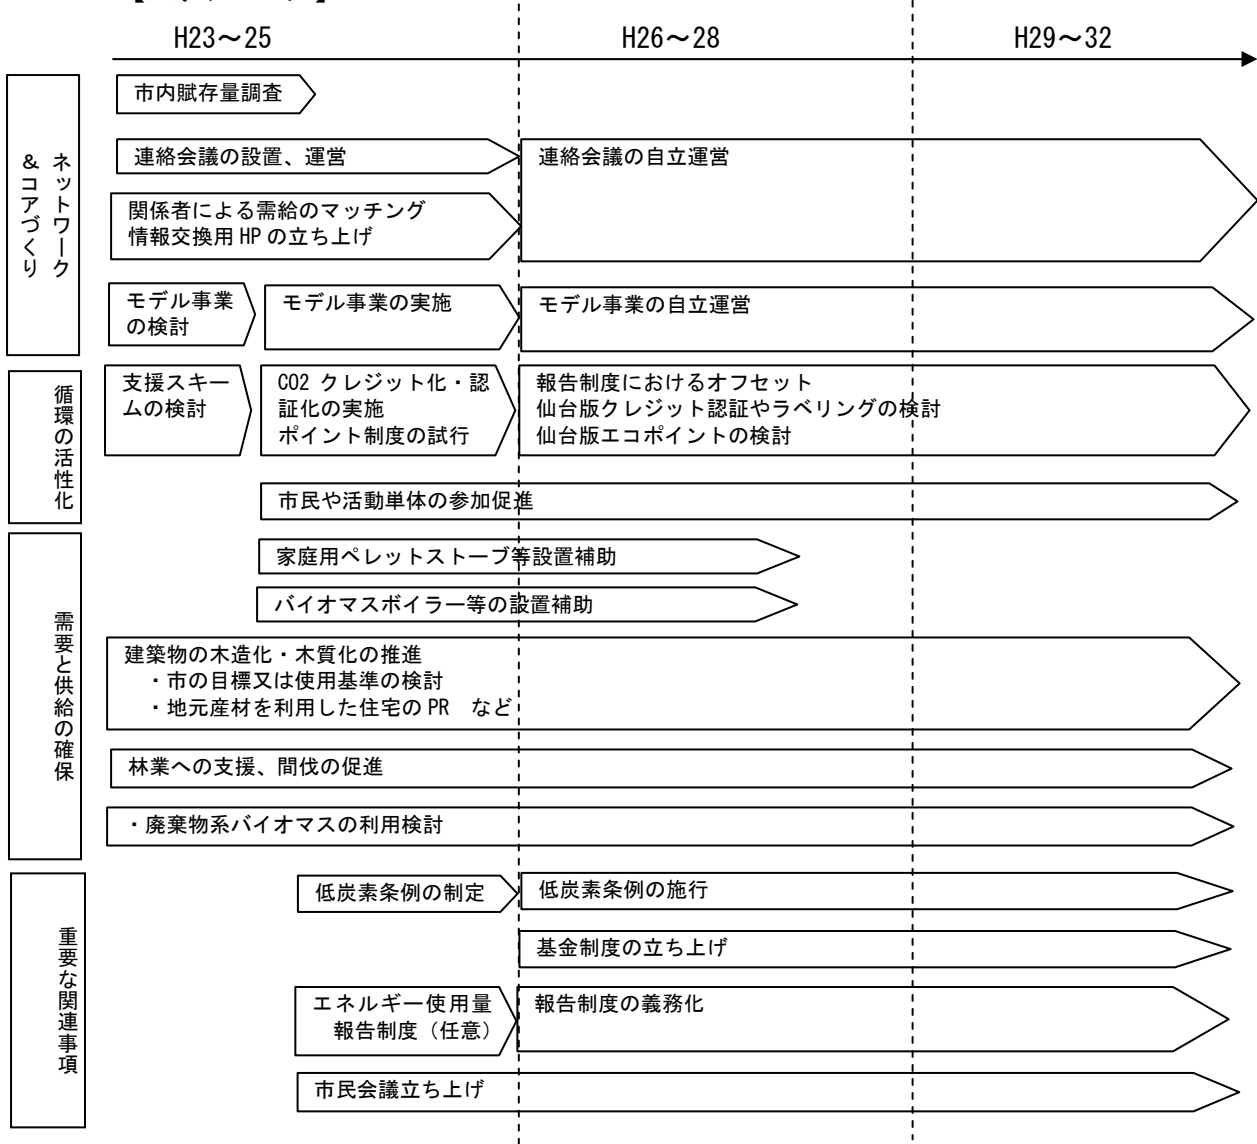 H23～25
H26～28
H29～32
ネットワーク
＆コアづくり
市内賦存量調査
連絡会議の設置、運営
連絡会議の自立運営
関係者による需給のマッチング
情報交換用 HP の立ち上げ
モデル事業
の検討
モデル事業の実施
モデル事業の自立運営
循環の活性化
支援スキー
ムの検討
CO2 クレジット化・認
証化の実施
ポイント制度の試行
報告制度におけるオフセット
仙台版クレジット認証やラベリングの検討
仙台版エコポイントの検討
市民や活動単体の参加促進
需要と供給の確保
家庭用ペレットストーブ等設置補助
バイオマスボイラー等の設置補助
建築物の木造化・木質化の推進
・市の目標又は使用基準の検討
・地元産材を利用した住宅の PR　など
林業への支援、間伐の促進
・廃棄物系バイオマスの利用検討
重要な関連事項
低炭素条例の制定
低炭素条例の施行
基金制度の立ち上げ
エネルギー使用量
報告制度（任意）
報告制度の義務化
市民会議立ち上げ